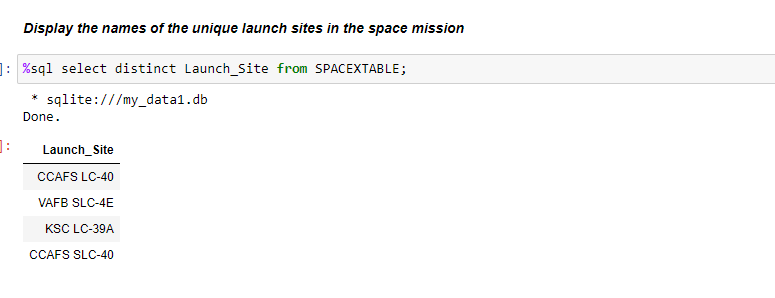 Display the names of the unique launch sites in the space mission
]: %sql select distinct Launch_Site from SPACEXTABLE;
* sqlite:///my_data1.db
Done.
]:
Launch_Site
CCAFS LC-40
VAFB SLC-4E
KSC LC-39A
CCAFS SLC-40